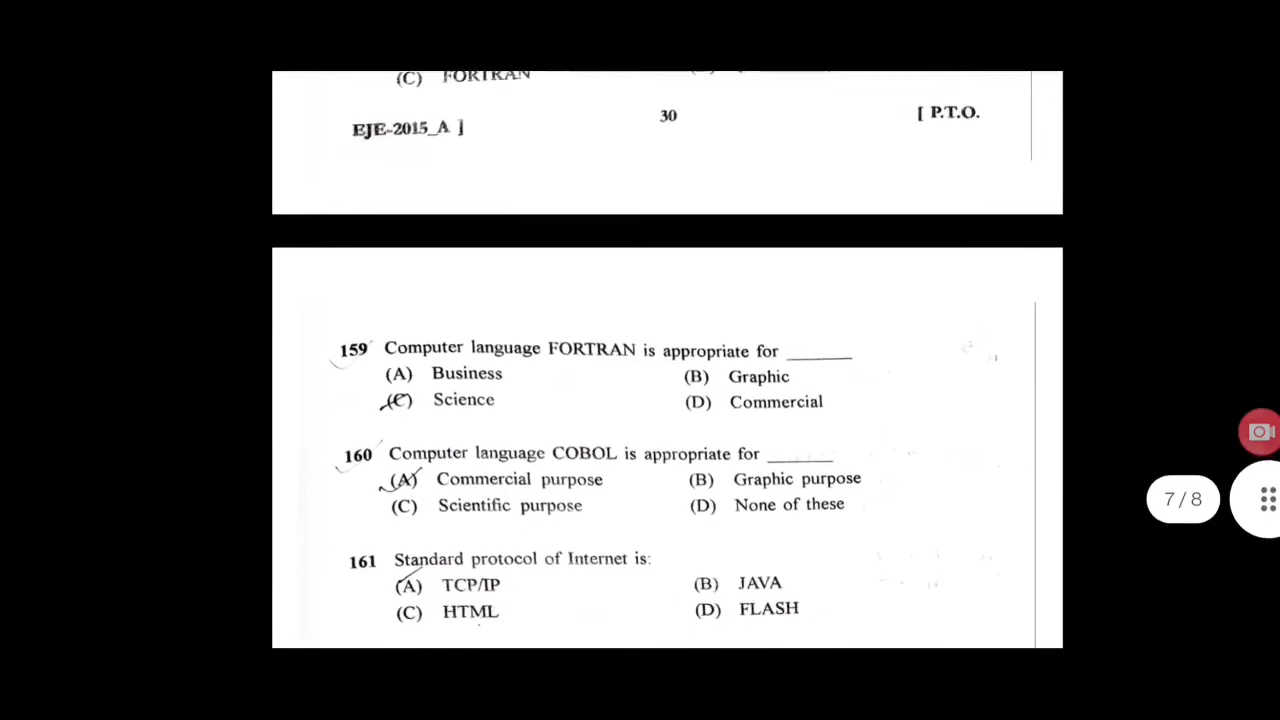 (C) FORTRAN
EJE-2015_A ] 30 [ P.T.O.
159 Computer language FORTRAN is appropriate for ______
(A) Business (B) Graphic
(C) Science (D) Commercial
160 Computer language COBOL is appropriate for ______
(A) Commercial purpose (B) Graphic purpose
(C) Scientific purpose (D) None of these
161 Standard protocol of Internet is:
(A) TCP/IP (B) JAVA
(C) HTML (D) FLASH
7 / 8